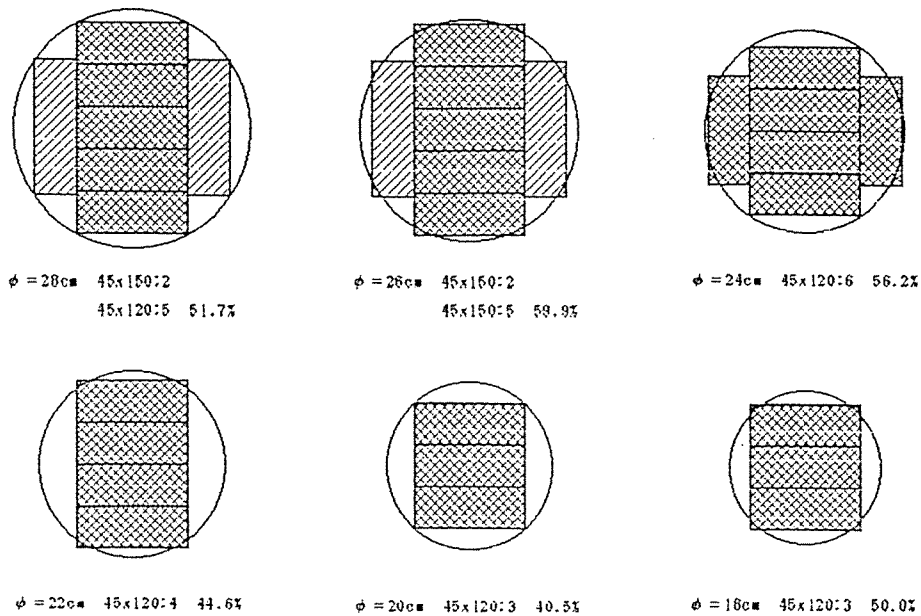 φ=28cm 45x150:2
45x120:5 51.7%
φ=26cm 45x150:2
45x150:5 59.9%
φ=24cm 45x120:6 56.2%
φ=22cm 45x120:4 44.6%
φ=20cm 45x120:3 40.5%
φ=18cm 45x120:3 50.0%